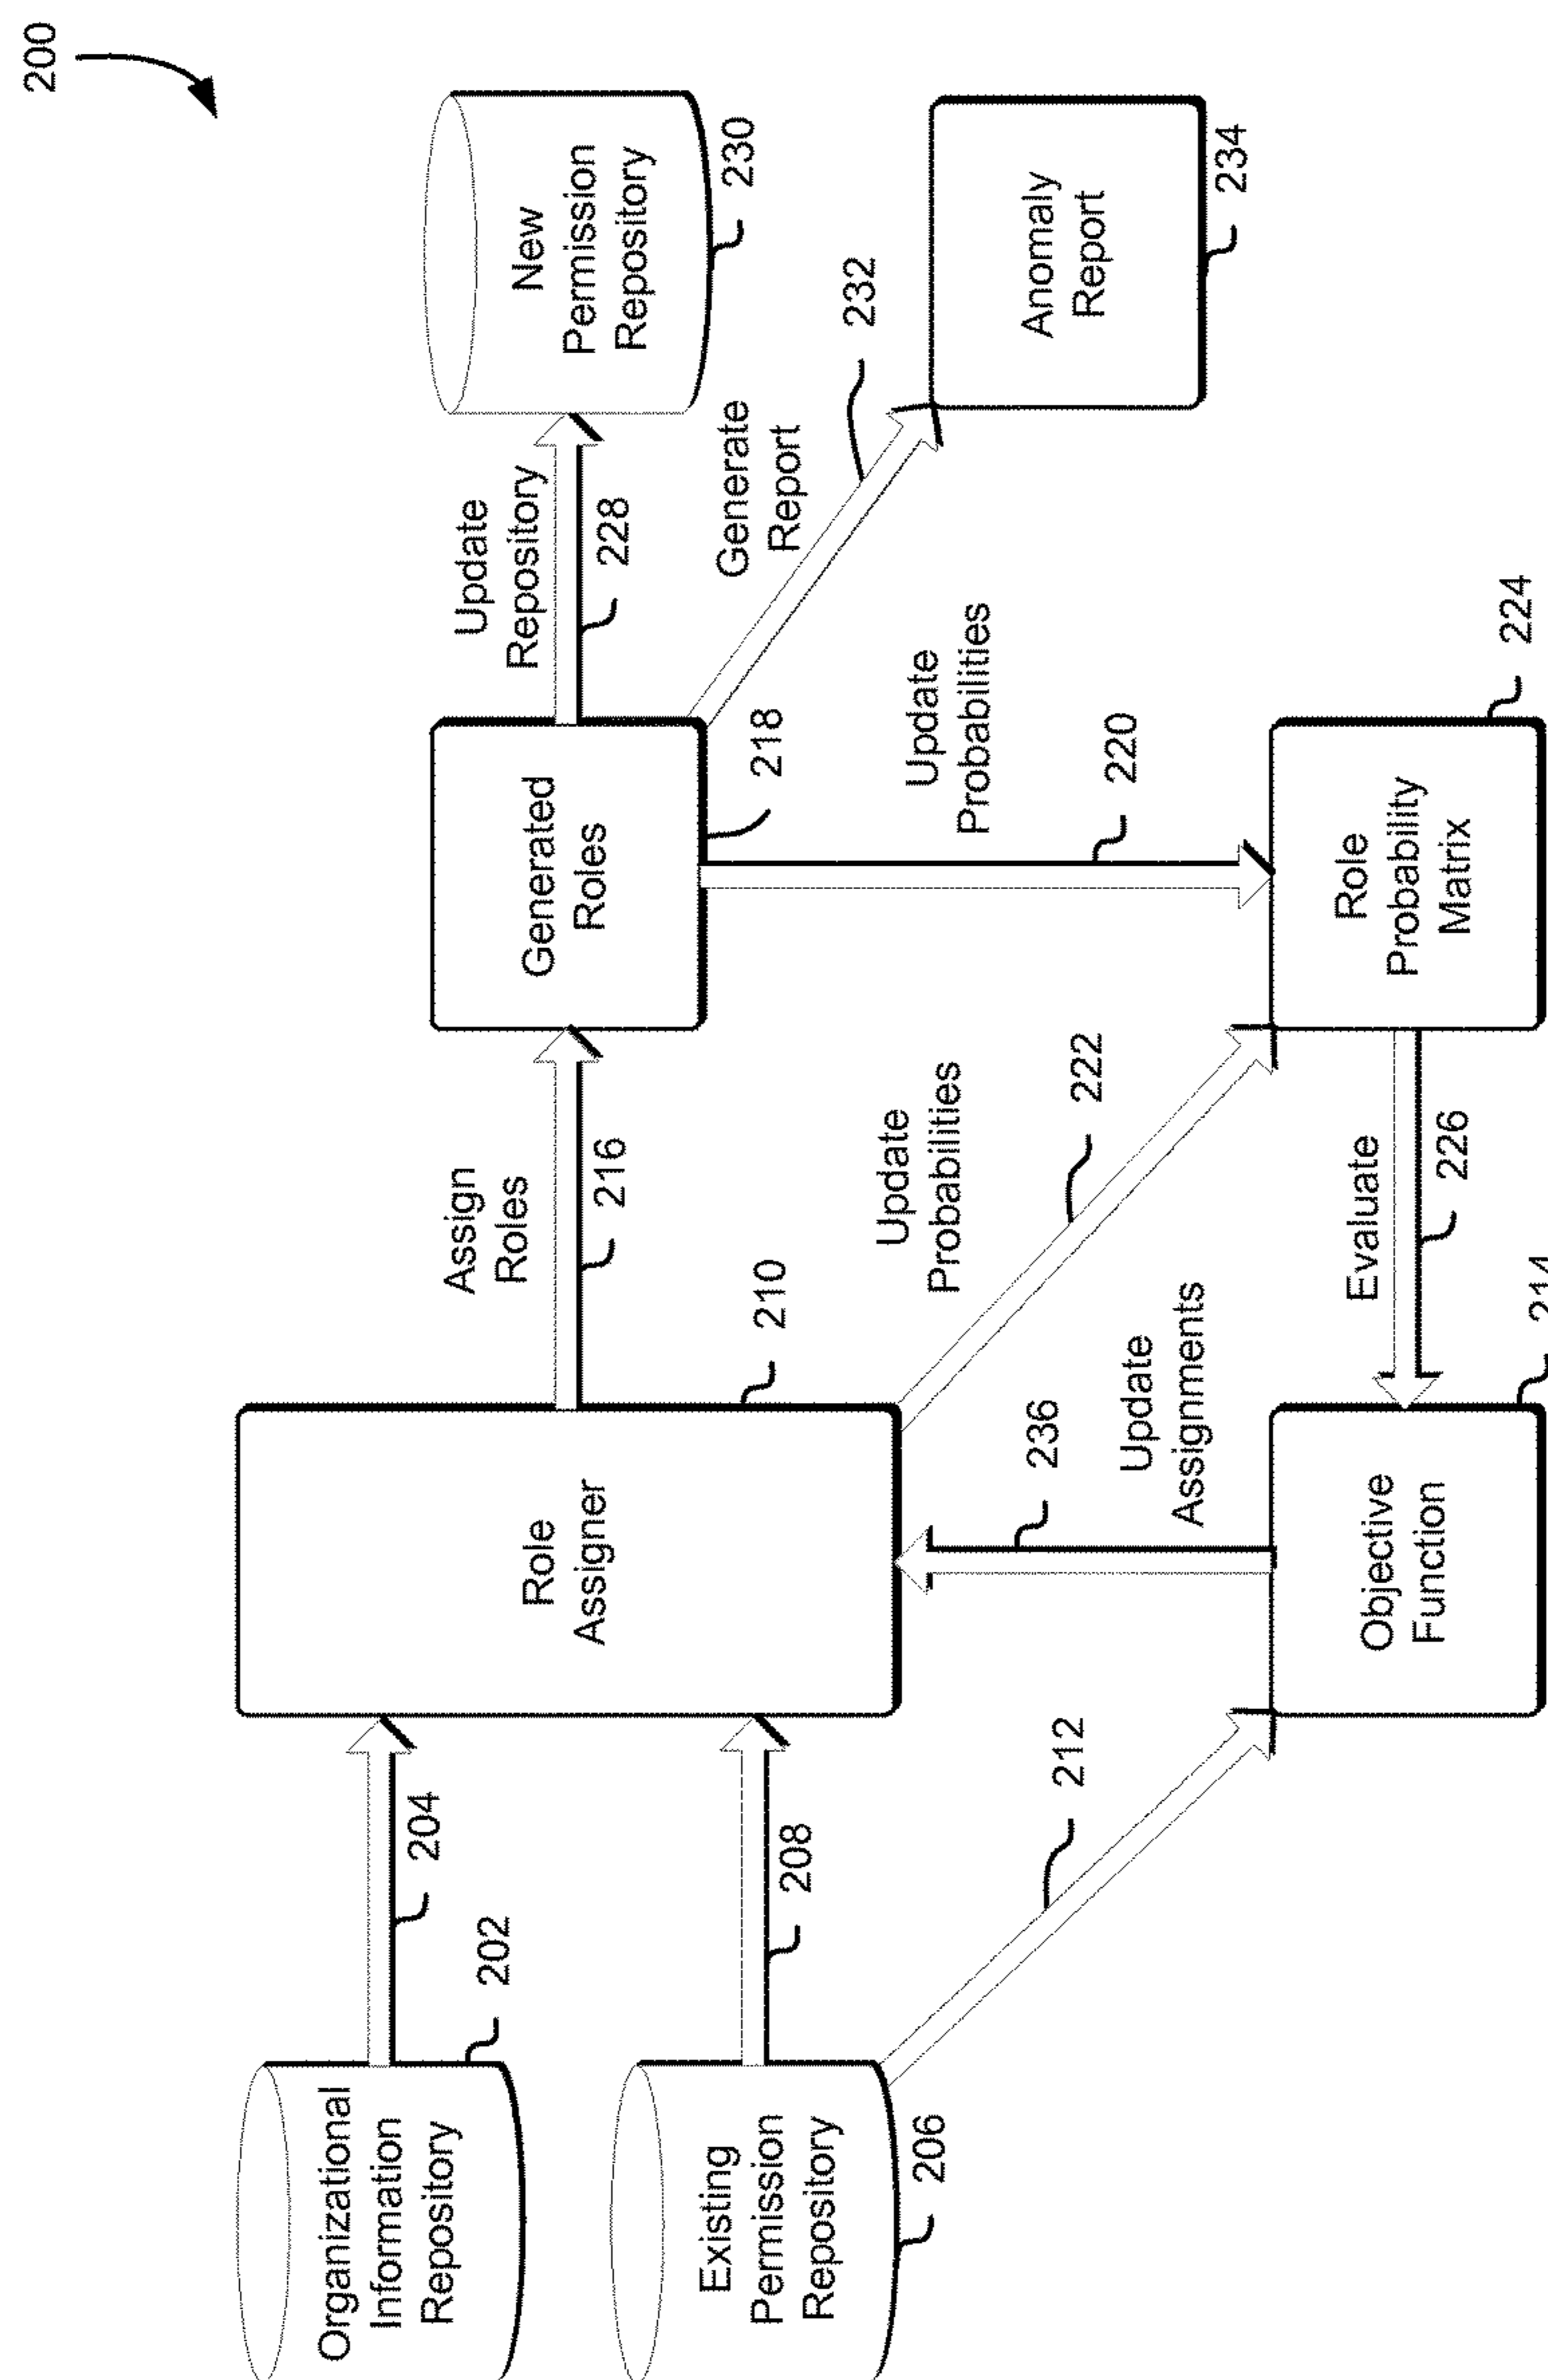 200
Organizational
Information
Repository
202
204
Existing
Permission
Repository
206
208
212
Role
Assigner
210
Assign
Roles
216
Generated
Roles
218
Update
Repository
228
New
Permission
Repository
230
Generate
Report
232
Anomaly
Report
234
Update
Probabilities
220
Update
Probabilities
222
Update
Assignments
236
Objective
Function
214
Evaluate
226
Role
Probability
Matrix
224